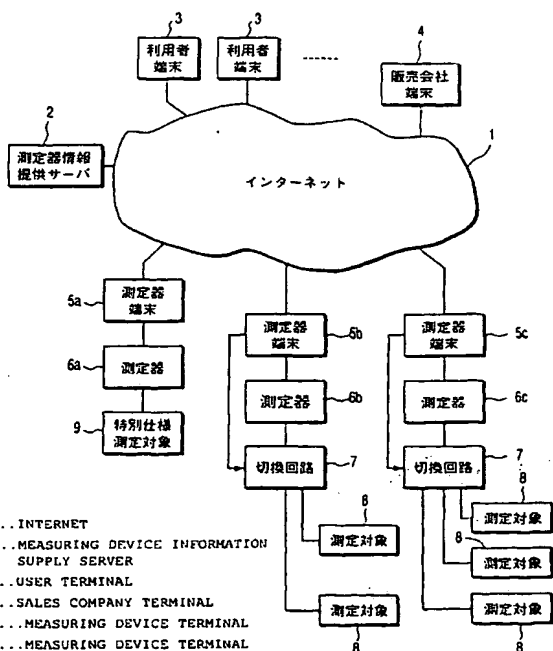 3
3
4
利用者
端末
利用者
端末
販売会社
端末
2
1
測定器情報
提供サーバ
インターネット
5a
測定器
端末
測定器
端末
5b
測定器
端末
5c
6a
測定器
測定器
6b
測定器
6c
9
特別仕様
測定対象
切換回路
7
切換回路
7
8
測定対象
8
測定対象
8
測定対象
測定対象
8
測定対象
8
..INTERNET
...MEASURING DEVICE INFORMATION
SUPPLY SERVER
..USER TERMINAL
..SALES COMPANY TERMINAL
...MEASURING DEVICE TERMINAL
...MEASURING DEVICE TERMINAL